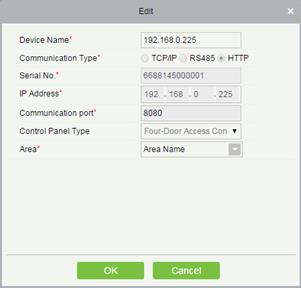 Edit
Device Name* 192.168.0.225
Communication Type* TCP/IP RS485 HTTP
Serial No.* 6688145000001
IP Address* 192 . 168 . 0 . 225
Communication port* 8080
Control Panel Type Four-Door Access Con
Area* Area Name
OK Cancel